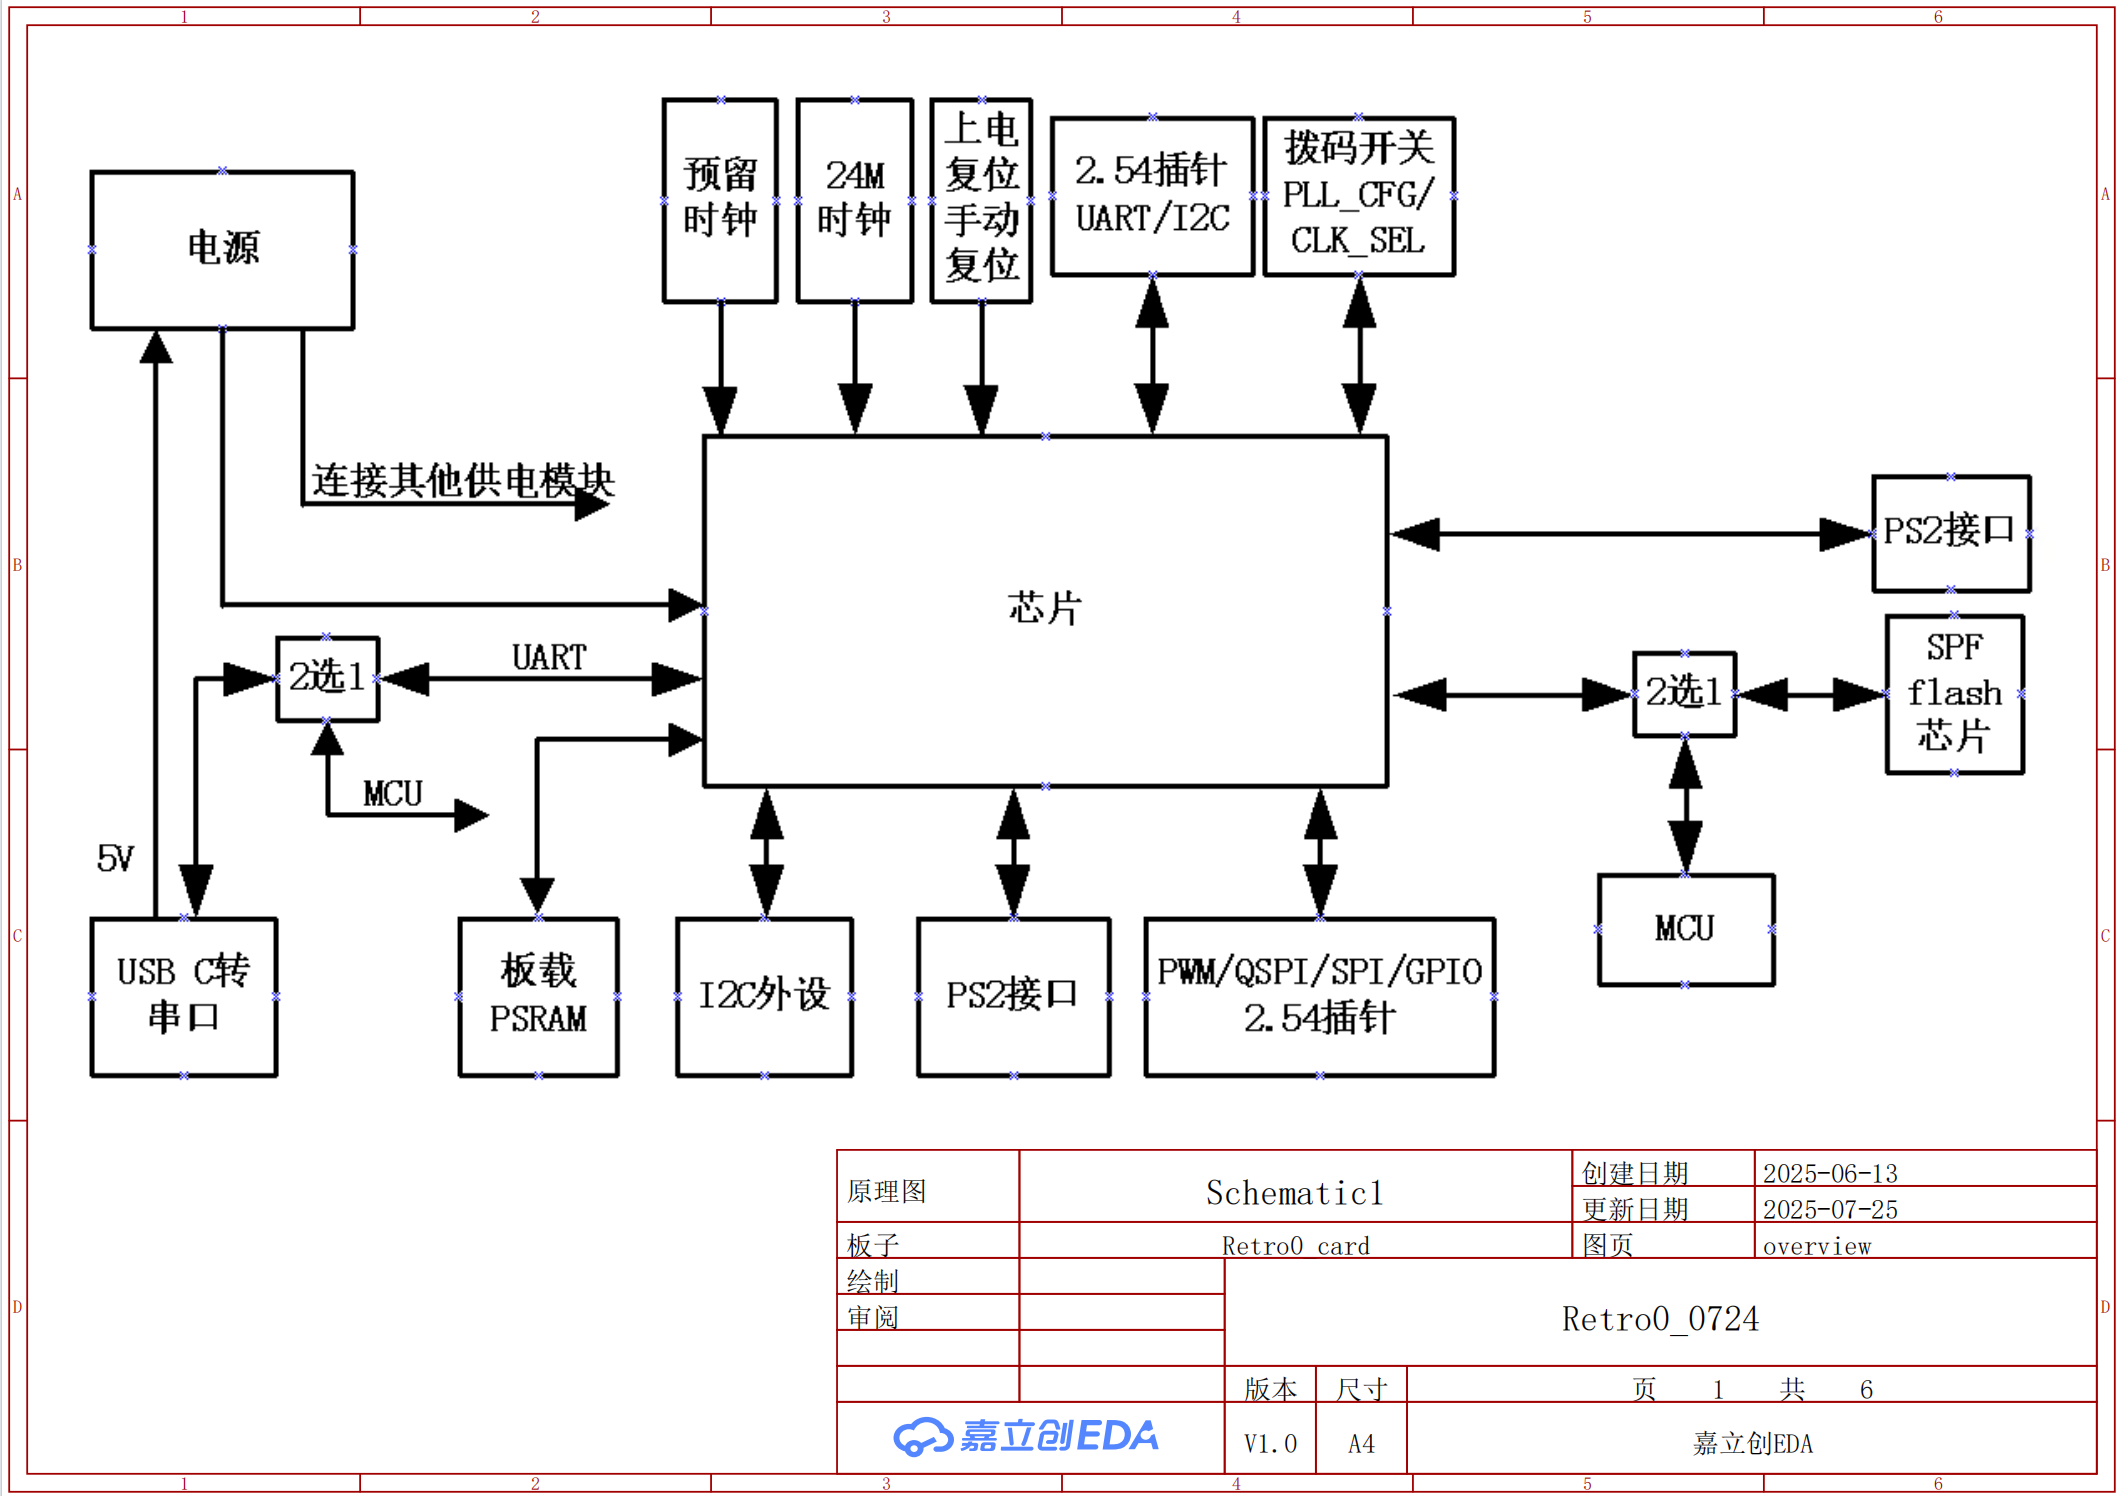 1 2 3 4 5 6
A
B
C
D
A
B
C
D
电源
预留
时钟
24M
时钟
上电
复位
手动
复位
2.54插针
UART/I2C
拨码开关
PLL_CFG/
CLK_SEL
连接其他供电模块
芯片
PS2接口
2选1
UART
MCU
5V
2选1
SPF
flash
芯片
MCU
USB C转
串口
板载
PSRAM
I2C外设
PS2接口
PWM/QSPI/SPI/GPIO
2.54插针
原理图 Schematic1
创建日期 2025-06-13
更新日期 2025-07-25
板子 Retro0 card 图页 overview
绘制
审阅
Retro0_0724
版本 尺寸 页 1 共 6
嘉立创EDA V1.0 A4 嘉立创EDA
1 2 3 4 5 6